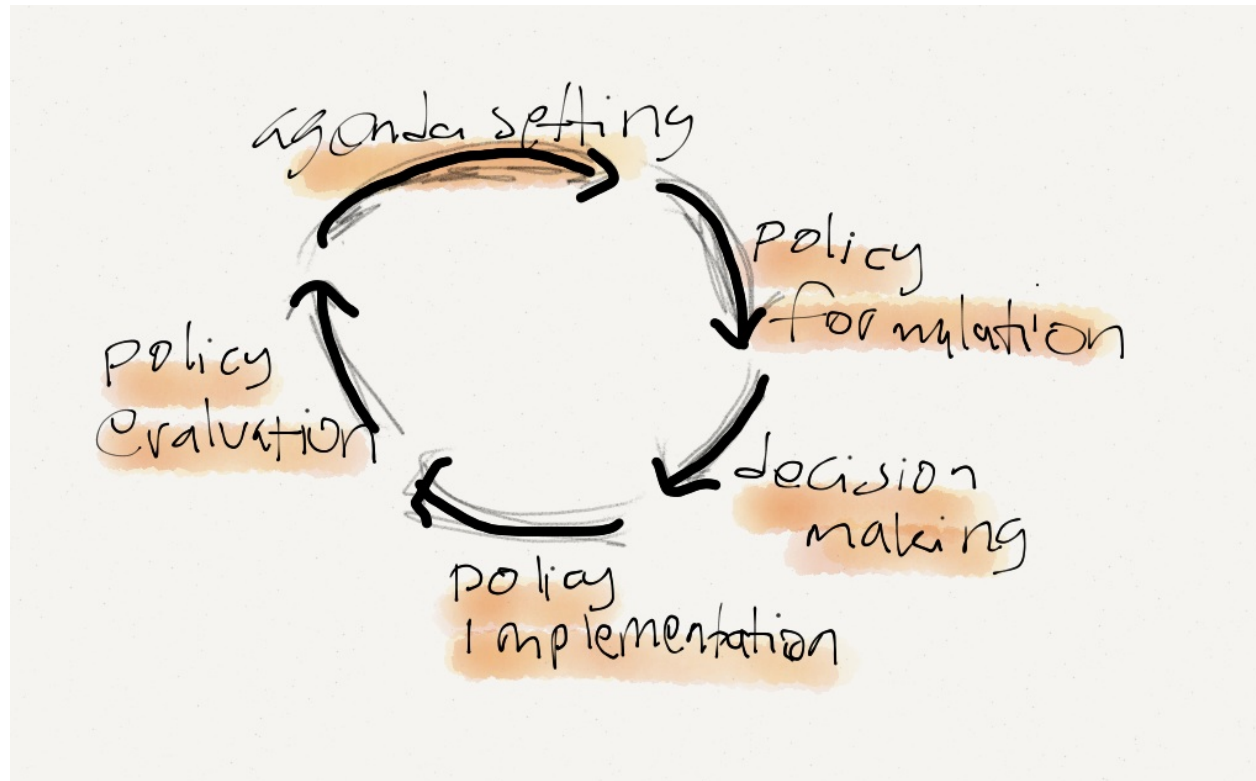 agenda setting
policy
formulation
decision
making
policy
implementation
policy
evaluation